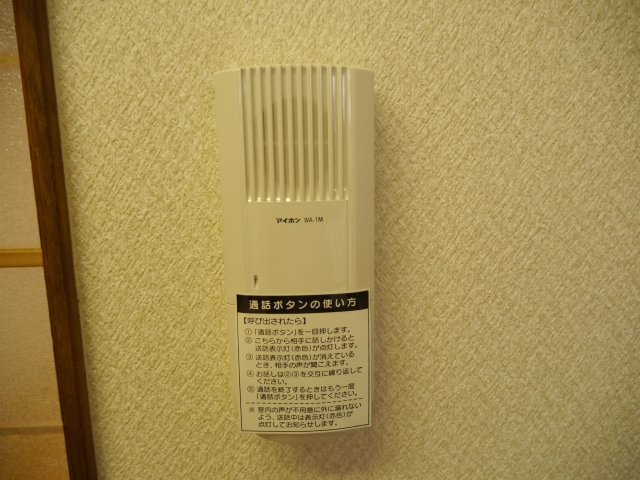 アイホン WA-1M
通話ボタンの使い方
【呼び出されたら】
①「通話ボタン」を一回押します。
②こちらから相手に話しかけると
送話表示灯(赤色)が点灯します。
③送話表示灯(赤色)が消えている
とき、相手の声が聞こえます。
④お話しは②③を交互に繰り返して
ください。
⑤通話を終了するときはもう一度
「通話ボタン」を押してください。
※室内の声が不用意に外に漏れない
よう、送話中は表示灯(赤色)が
点灯してお知らせします。